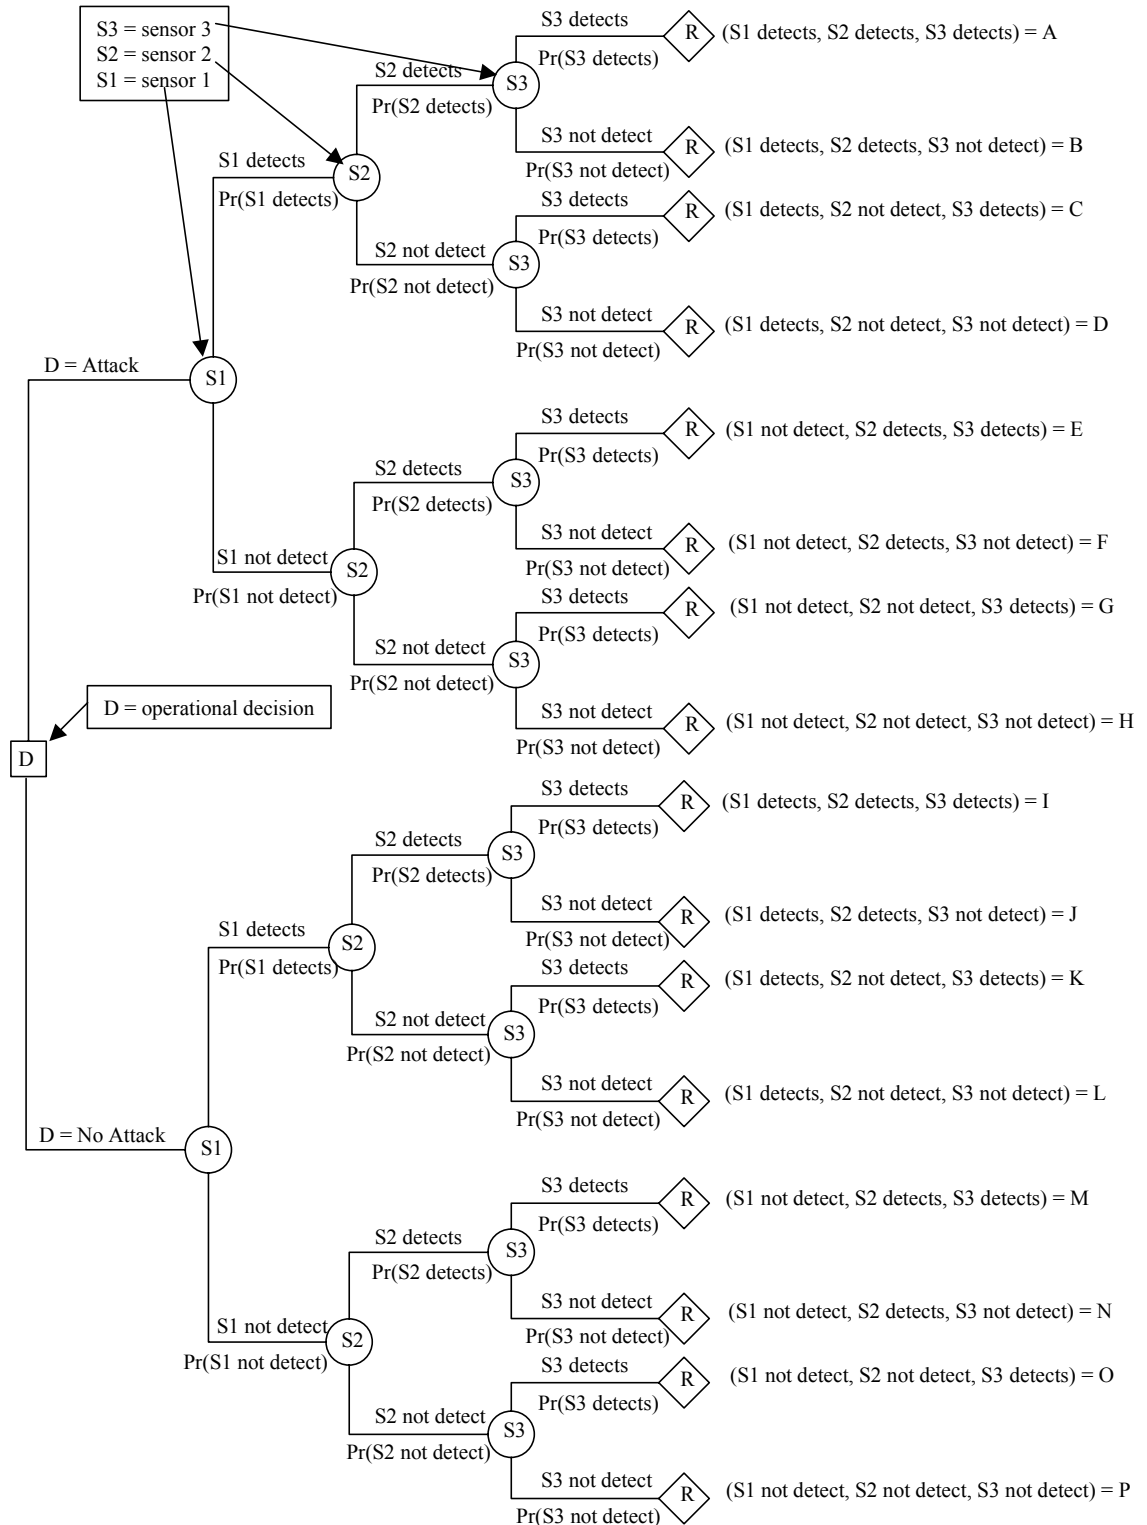 S3 = sensor 3
S2 = sensor 2
S1 = sensor 1
S3 detects
R
(S1 detects, S2 detects, S3 detects) = A
Pr(S3 detects)
S2 detects
S3
Pr(S2 detects)
S3 not detect
R
(S1 detects, S2 detects, S3 not detect) = B
Pr(S3 not detect)
S1 detects
S2
Pr(S1 detects)
S3 detects
R
(S1 detects, S2 not detect, S3 detects) = C
Pr(S3 detects)
S2 not detect
S3
Pr(S2 not detect)
S3 not detect
R
(S1 detects, S2 not detect, S3 not detect) = D
Pr(S3 not detect)
D = Attack
S1
S3 detects
R
(S1 not detect, S2 detects, S3 detects) = E
Pr(S3 detects)
S2 detects
S3
Pr(S2 detects)
S3 not detect
R
(S1 not detect, S2 detects, S3 not detect) = F
Pr(S3 not detect)
S1 not detect
S2
Pr(S1 not detect)
S3 detects
R
(S1 not detect, S2 not detect, S3 detects) = G
Pr(S3 detects)
S2 not detect
S3
Pr(S2 not detect)
S3 not detect
R
(S1 not detect, S2 not detect, S3 not detect) = H
Pr(S3 not detect)
D = operational decision
D
S3 detects
R
(S1 detects, S2 detects, S3 detects) = I
Pr(S3 detects)
S2 detects
S3
Pr(S2 detects)
S3 not detect
R
(S1 detects, S2 detects, S3 not detect) = J
Pr(S3 not detect)
S1 detects
S2
Pr(S1 detects)
S3 detects
R
(S1 detects, S2 not detect, S3 detects) = K
Pr(S3 detects)
S2 not detect
S3
Pr(S2 not detect)
S3 not detect
R
(S1 detects, S2 not detect, S3 not detect) = L
Pr(S3 not detect)
D = No Attack
S1
S3 detects
R
(S1 not detect, S2 detects, S3 detects) = M
Pr(S3 detects)
S2 detects
S3
Pr(S2 detects)
S3 not detect
R
(S1 not detect, S2 detects, S3 not detect) = N
Pr(S3 not detect)
S1 not detect
S2
Pr(S1 not detect)
S3 detects
R
(S1 not detect, S2 not detect, S3 detects) = O
Pr(S3 detects)
S2 not detect
S3
Pr(S2 not detect)
S3 not detect
R
(S1 not detect, S2 not detect, S3 not detect) = P
Pr(S3 not detect)